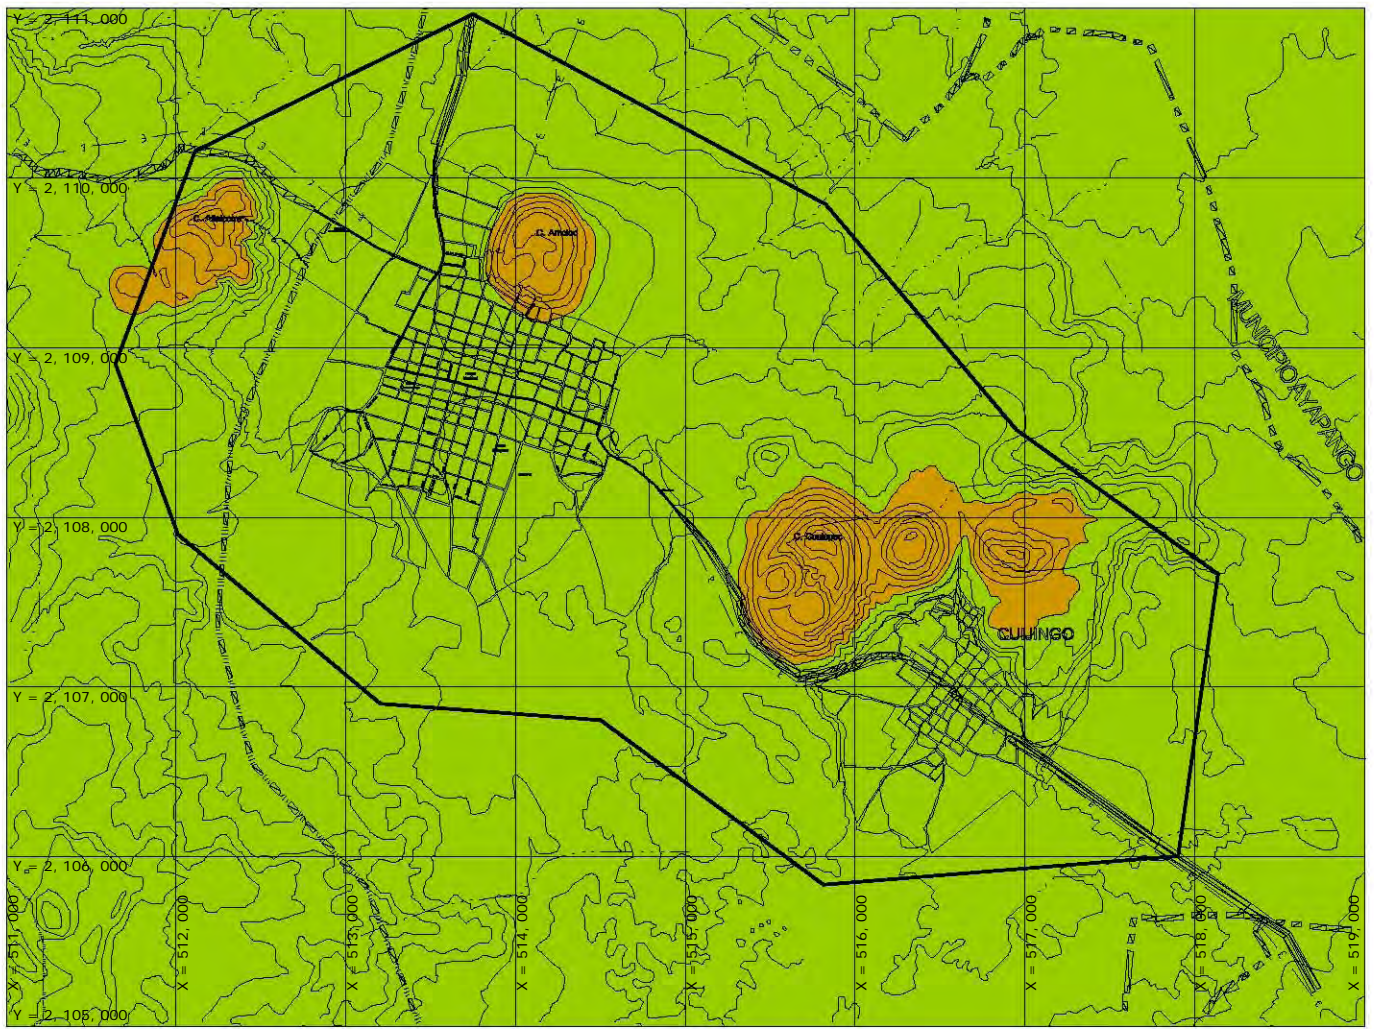 Y = 2, 111, 000
Y = 2, 110, 000
C. Amoloc
MUNICIPIO AYAPANGO
Y = 2, 109, 000
Y = 2, 108, 000
CUIJINGO
Y = 2, 107, 000
Y = 2, 106, 000
X = 511, 000
X = 512, 000
X = 513, 000
X = 514, 000
X = 515, 000
X = 516, 000
X = 517, 000
X = 518, 000
X = 519, 000
Y = 2, 105, 000